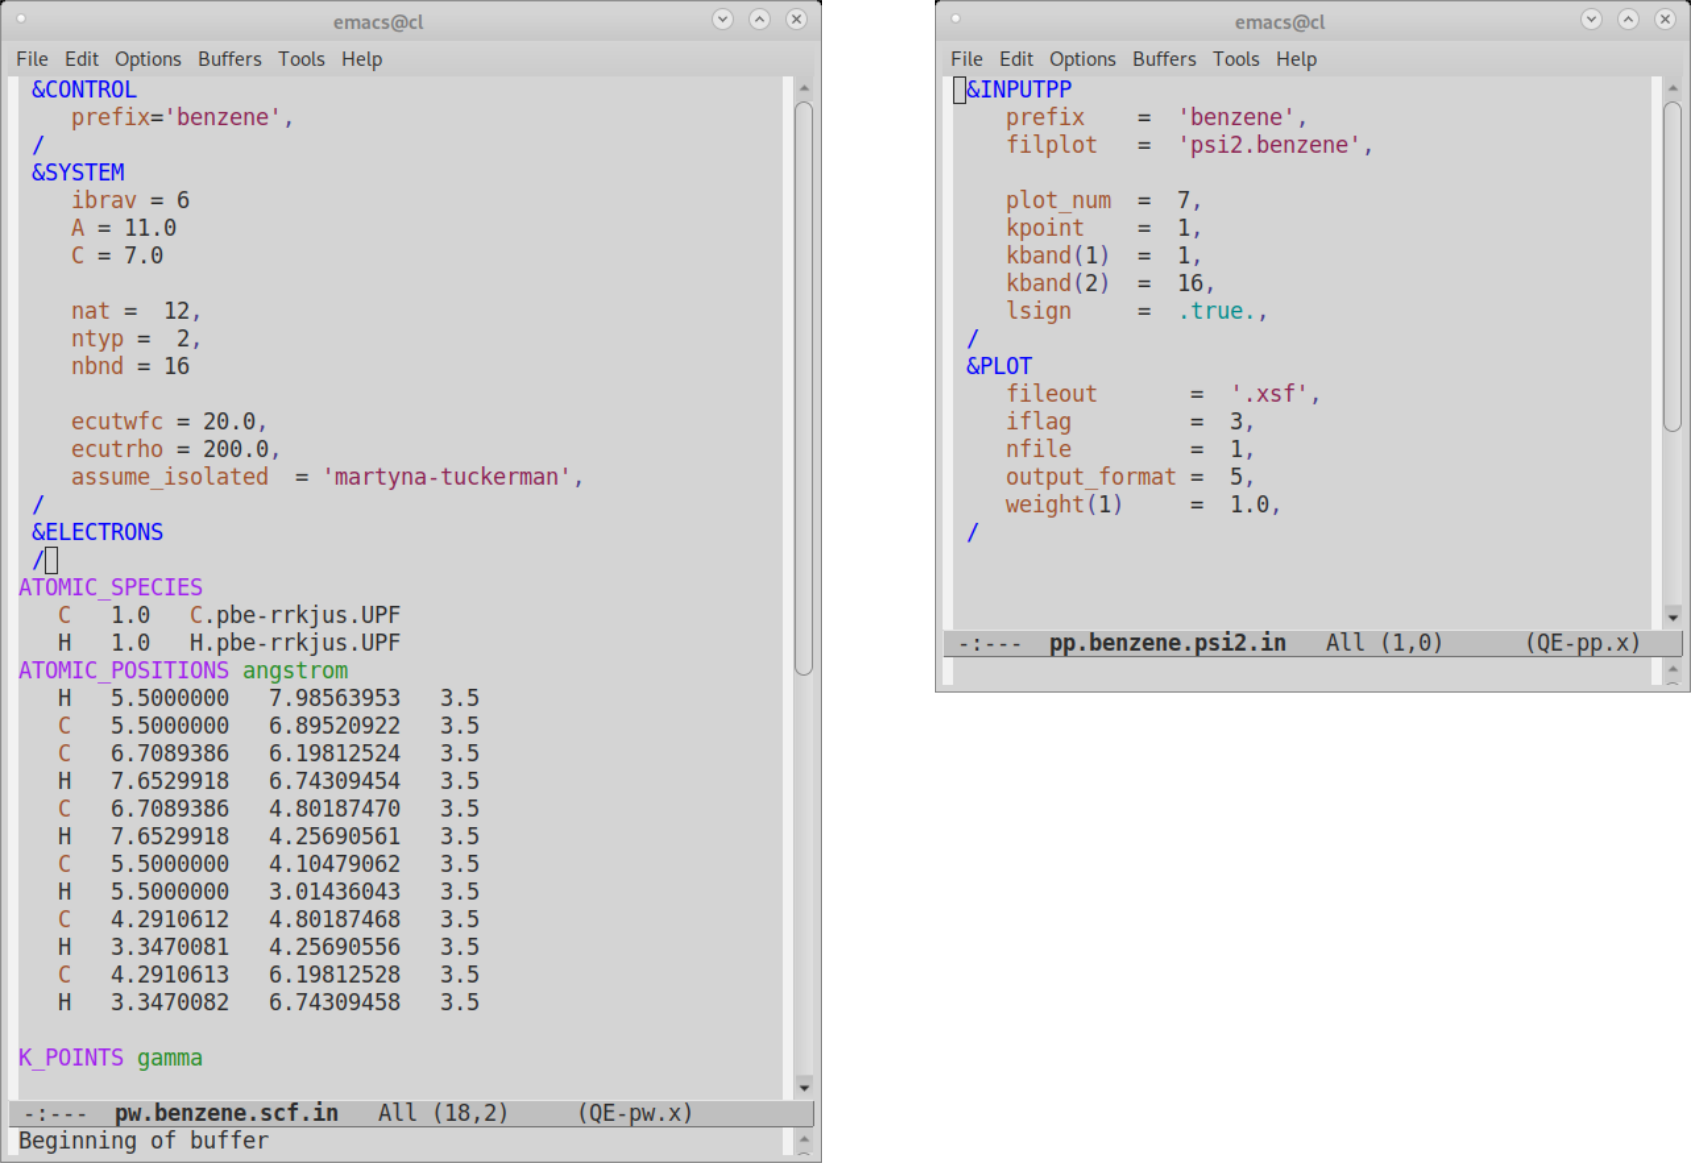 emacs@cl
File Edit Options Buffers Tools Help
&CONTROL
prefix='benzene',
/
&SYSTEM
ibrav = 6
A = 11.0
C = 7.0
nat =  12,
ntyp =  2,
nbnd = 16
ecutwfc = 20.0,
ecutrho = 200.0,
assume_isolated  = 'martyna-tuckerman',
/
&ELECTRONS
/
ATOMIC_SPECIES
C   1.0   C.pbe-rrkjus.UPF
H   1.0   H.pbe-rrkjus.UPF
ATOMIC_POSITIONS angstrom
H   5.5000000   7.98563953   3.5
C   5.5000000   6.89520922   3.5
C   6.7089386   6.19812524   3.5
H   7.6529918   6.74309454   3.5
C   6.7089386   4.80187470   3.5
H   7.6529918   4.25690561   3.5
C   5.5000000   4.10479062   3.5
H   5.5000000   3.01436043   3.5
C   4.2910612   4.80187468   3.5
H   3.3470081   4.25690556   3.5
C   4.2910613   6.19812528   3.5
H   3.3470082   6.74309458   3.5
K_POINTS gamma
-:---  pw.benzene.scf.in   All (18,2)     (QE-pw.x)
Beginning of buffer
emacs@cl
File Edit Options Buffers Tools Help
&INPUTPP
prefix    =  'benzene',
filplot   =  'psi2.benzene',
plot_num  =  7,
kpoint    =  1,
kband(1)  =  1,
kband(2)  =  16,
lsign     =  .true.,
/
&PLOT
fileout       =  '.xsf',
iflag         =  3,
nfile         =  1,
output_format =  5,
weight(1)     =  1.0,
/
-:---  pp.benzene.psi2.in   All (1,0)      (QE-pp.x)